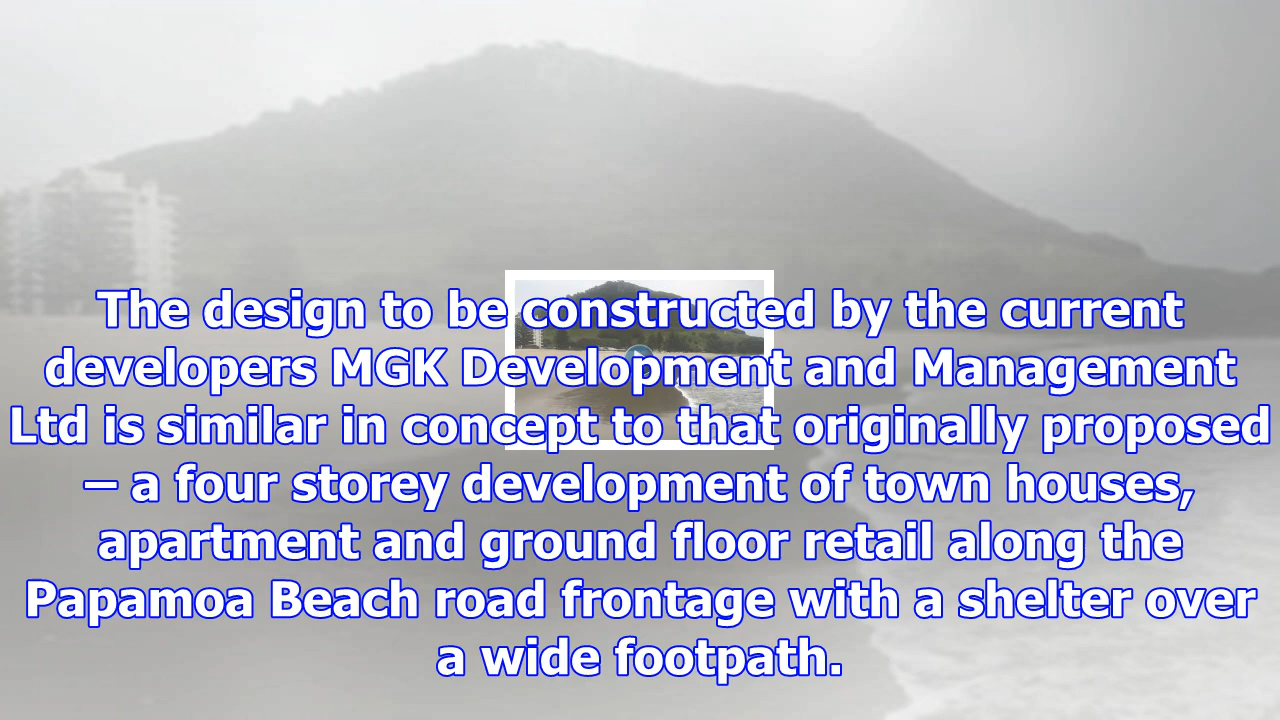 The design to be constructed by the current
developers MGK Development and Management
Ltd is similar in concept to that originally proposed
– a four storey development of town houses,
apartment and ground floor retail along the
Papamoa Beach road frontage with a shelter over
a wide footpath.